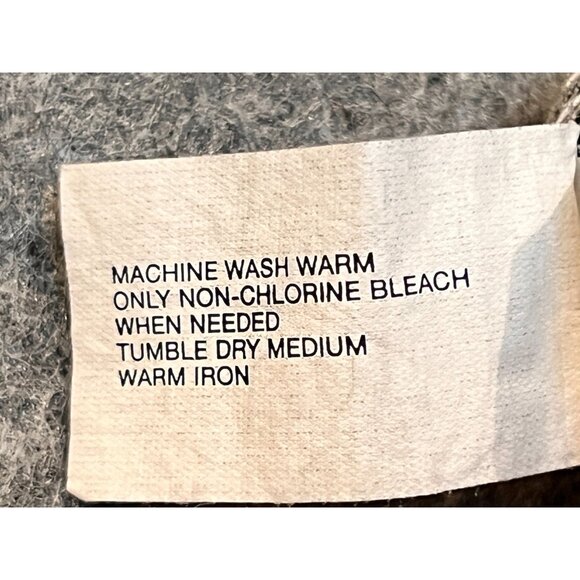 MACHINE WASH WARM
ONLY NON-CHLORINE BLEACH
WHEN NEEDED
TUMBLE DRY MEDIUM
WARM IRON